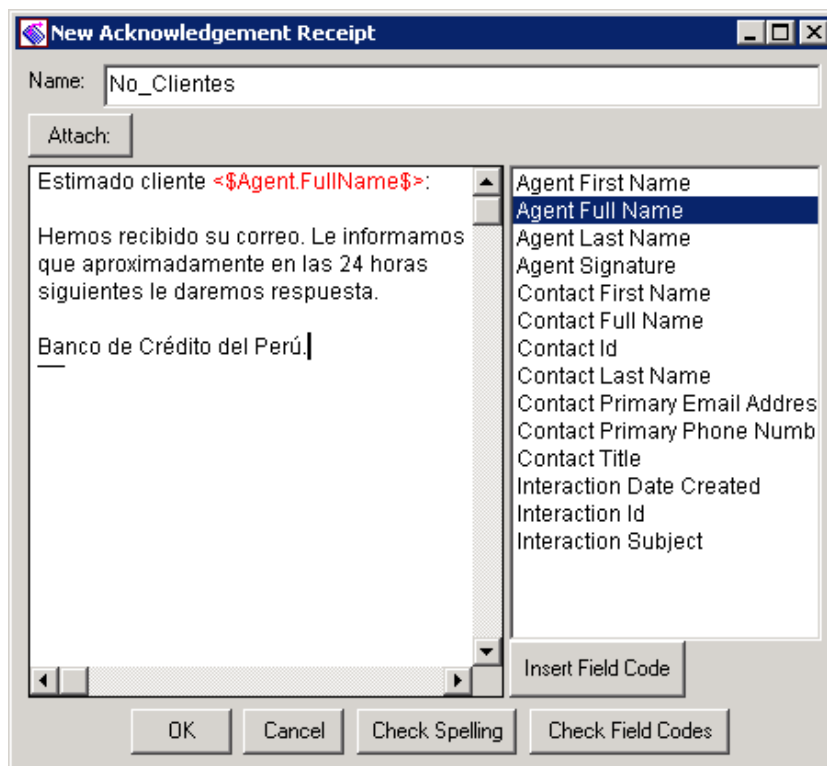 New Acknowledgement Receipt
Name: No_Clientes
Attach:
Estimado cliente <$Agent.FullName$>:
Hemos recibido su correo. Le informamos
que aproximadamente en las 24 horas
siguientes le daremos respuesta.
Banco de Crédito del Perú.
Agent First Name
Agent Full Name
Agent Last Name
Agent Signature
Contact First Name
Contact Full Name
Contact Id
Contact Last Name
Contact Primary Email Addres
Contact Primary Phone Numb
Contact Title
Interaction Date Created
Interaction Id
Interaction Subject
Insert Field Code
OK Cancel Check Spelling Check Field Codes